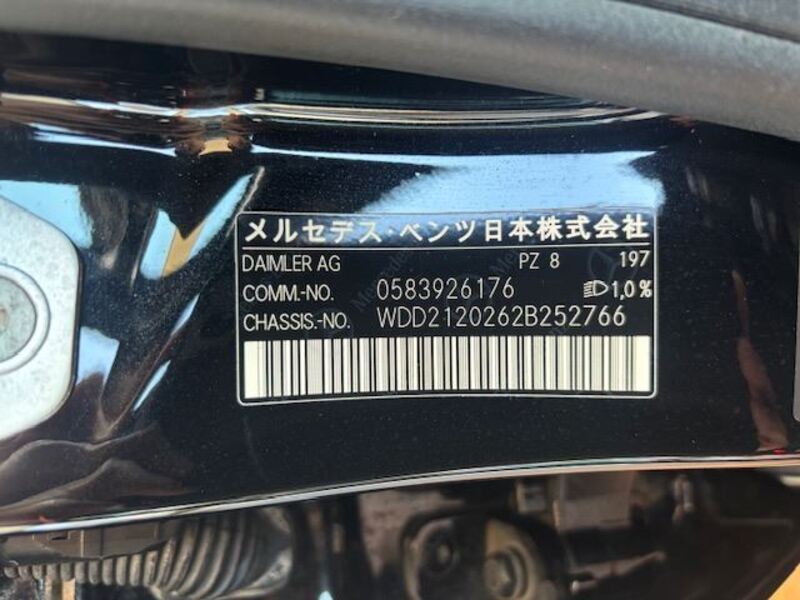 メルセデス・ベンツ日本株式会社
DAIMLER AG PZ 8 197
COMM.-NO. 0583926176 1,0%
CHASSIS.-NO. WDD2120262B252766